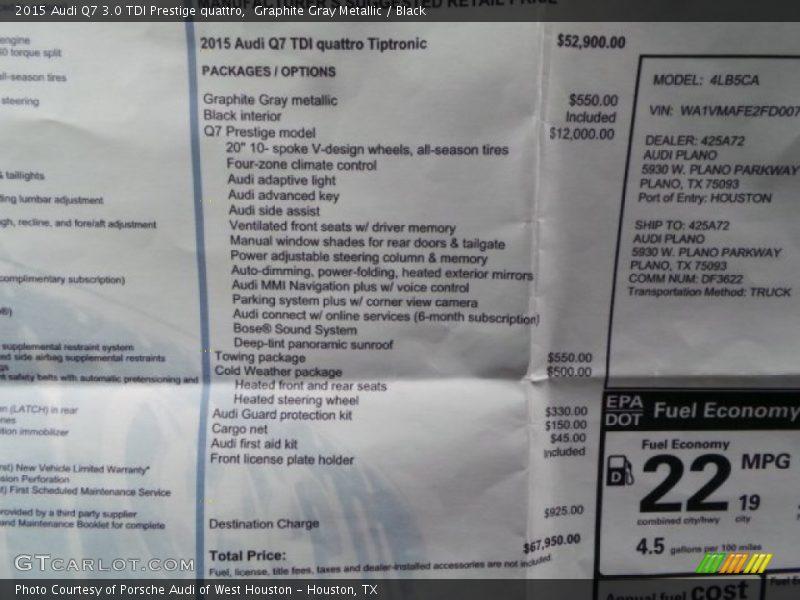 2015 Audi Q7 3.0 TDI Prestige quattro, Graphite Gray Metallic / Black
MANUFACTURER'S SUGGESTED RETAIL PRICE
engine
torque split
all-season tires
steering
taillights
lumbar adjustment
recline, and fore/aft adjustment
complimentary subscription)
supplemental restraint system
side airbag supplemental restraints
safety belts with automatic pretensioning and
(LATCH) in rear
immobilizer
New Vehicle Limited Warranty*
Perforation
First Scheduled Maintenance Service
provided by a third party supplier
and Maintenance Booklet for complete
2015 Audi Q7 TDI quattro Tiptronic $52,900.00
PACKAGES / OPTIONS
Graphite Gray metallic $550.00
Black interior Included
Q7 Prestige model $12,000.00
20" 10- spoke V-design wheels, all-season tires
Four-zone climate control
Audi adaptive light
Audi advanced key
Audi side assist
Ventilated front seats w/ driver memory
Manual window shades for rear doors & tailgate
Power adjustable steering column & memory
Auto-dimming, power-folding, heated exterior mirrors
Audi MMI Navigation plus w/ voice control
Parking system plus w/ corner view camera
Audi connect w/ online services (6-month subscription)
Bose® Sound System
Deep-tint panoramic sunroof
Towing package $550.00
Cold Weather package $500.00
Heated front and rear seats
Heated steering wheel
Audi Guard protection kit $330.00
Cargo net $150.00
Audi first aid kit $45.00
Front license plate holder Included
Destination Charge $925.00
Total Price: $67,950.00
Fuel, license, title fees, taxes and dealer-installed accessories are not included.
MODEL: 4LB5CA
VIN: WA1VMAFE2FD007
DEALER: 425A72
AUDI PLANO
5930 W. PLANO PARKWAY
PLANO, TX 75093
Port of Entry: HOUSTON
SHIP TO: 425A72
AUDI PLANO
5930 W. PLANO PARKWAY
PLANO, TX 75093
COMM NUM: DF3622
Transportation Method: TRUCK
EPA
DOT Fuel Economy
Fuel Economy
D 22 MPG
19
combined city/hwy city
4.5 gallons per 100 miles
Annual fuel cost
Fuel E
GTCARLOT.COM
Photo Courtesy of Porsche Audi of West Houston - Houston, TX